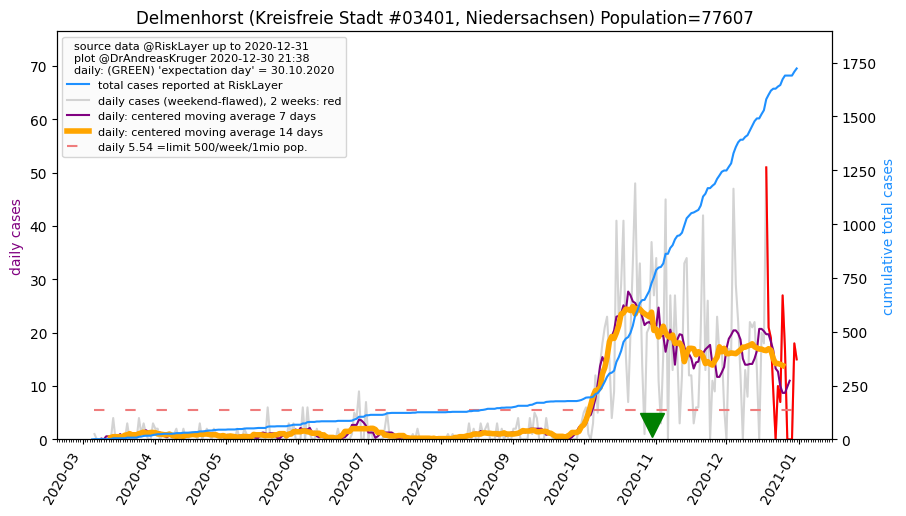 Delmenhorst (Kreisfreie Stadt #03401, Niedersachsen) Population=77607
source data @RiskLayer up to 2020-12-31
plot @DrAndreasKruger 2020-12-30 21:38
daily: (GREEN) 'expectation day' = 30.10.2020
total cases reported at RiskLayer
daily cases (weekend-flawed), 2 weeks: red
daily: centered moving average 7 days
daily: centered moving average 14 days
daily 5.54 =limit 500/week/1mio pop.
daily cases
70
60
50
40
30
20
10
0
cumulative total cases
1750
1500
1250
1000
750
500
250
0
2020-03
2020-04
2020-05
2020-06
2020-07
2020-08
2020-09
2020-10
2020-11
2020-12
2021-01